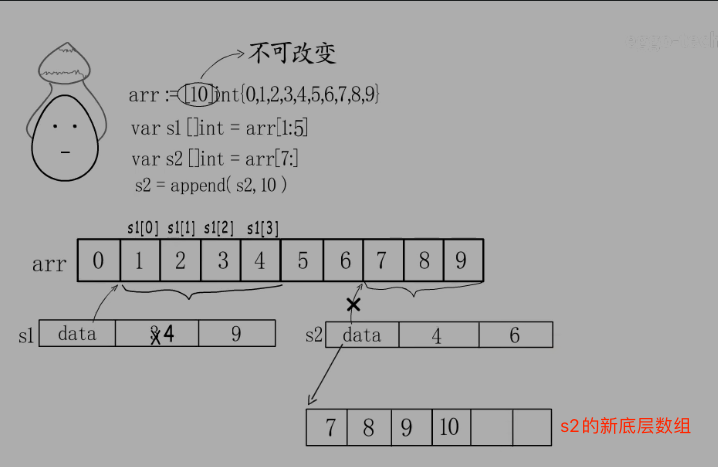 不可改变
arr := [10]int{0,1,2,3,4,5,6,7,8,9}
var s1 []int = arr[1:5]
var s2 []int = arr[7:]
s2 = append( s2, 10 )
s1[0] s1[1] s1[2] s1[3]
arr 0 1 2 3 4 5 6 7 8 9
s1 data 4 9
s2 data 4 6
7 8 9 10
s2的新底层数组